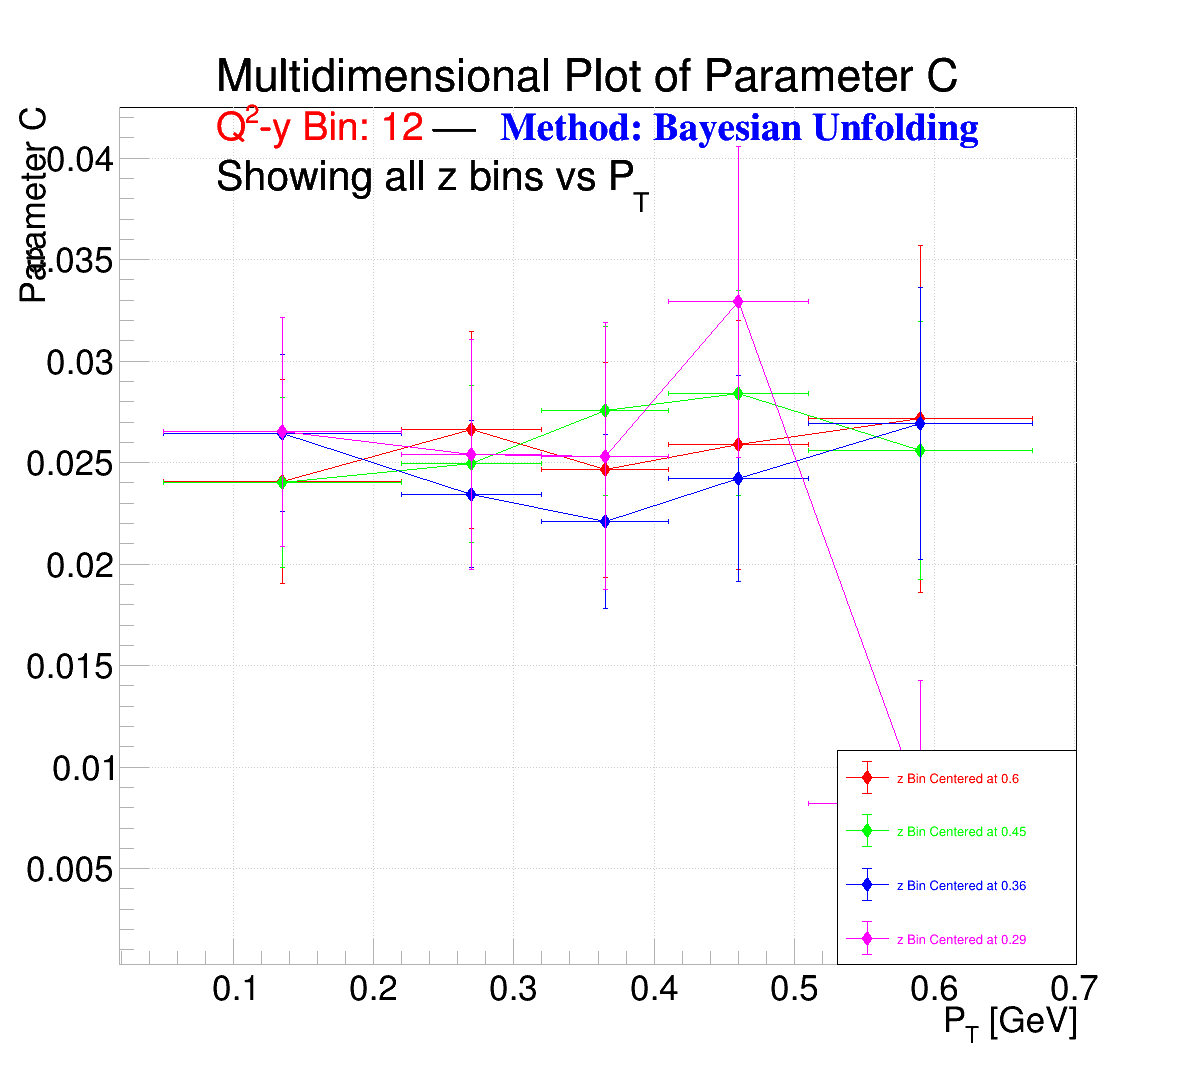 Multidimensional Plot of Parameter C
Q²-y Bin: 12 — Method: Bayesian Unfolding
Showing all z bins vs P_T
Parameter C
0.04
0.035
0.03
0.025
0.02
0.015
0.01
0.005
z Bin Centered at 0.6
z Bin Centered at 0.45
z Bin Centered at 0.36
z Bin Centered at 0.29
0.1 0.2 0.3 0.4 0.5 0.6 0.7
P_T [GeV]